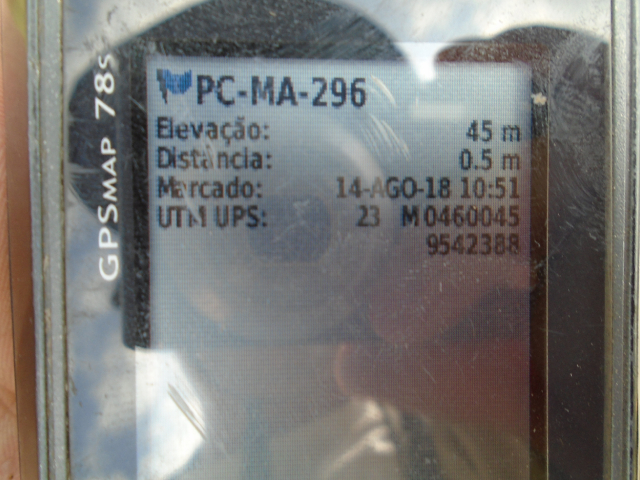 GPSMAP 78s
PC-MA-296
Elevação: 45 m
Distância: 0.5 m
Marcado: 14-AGO-18 10:51
UTM UPS: 23 M 0460045
9542388